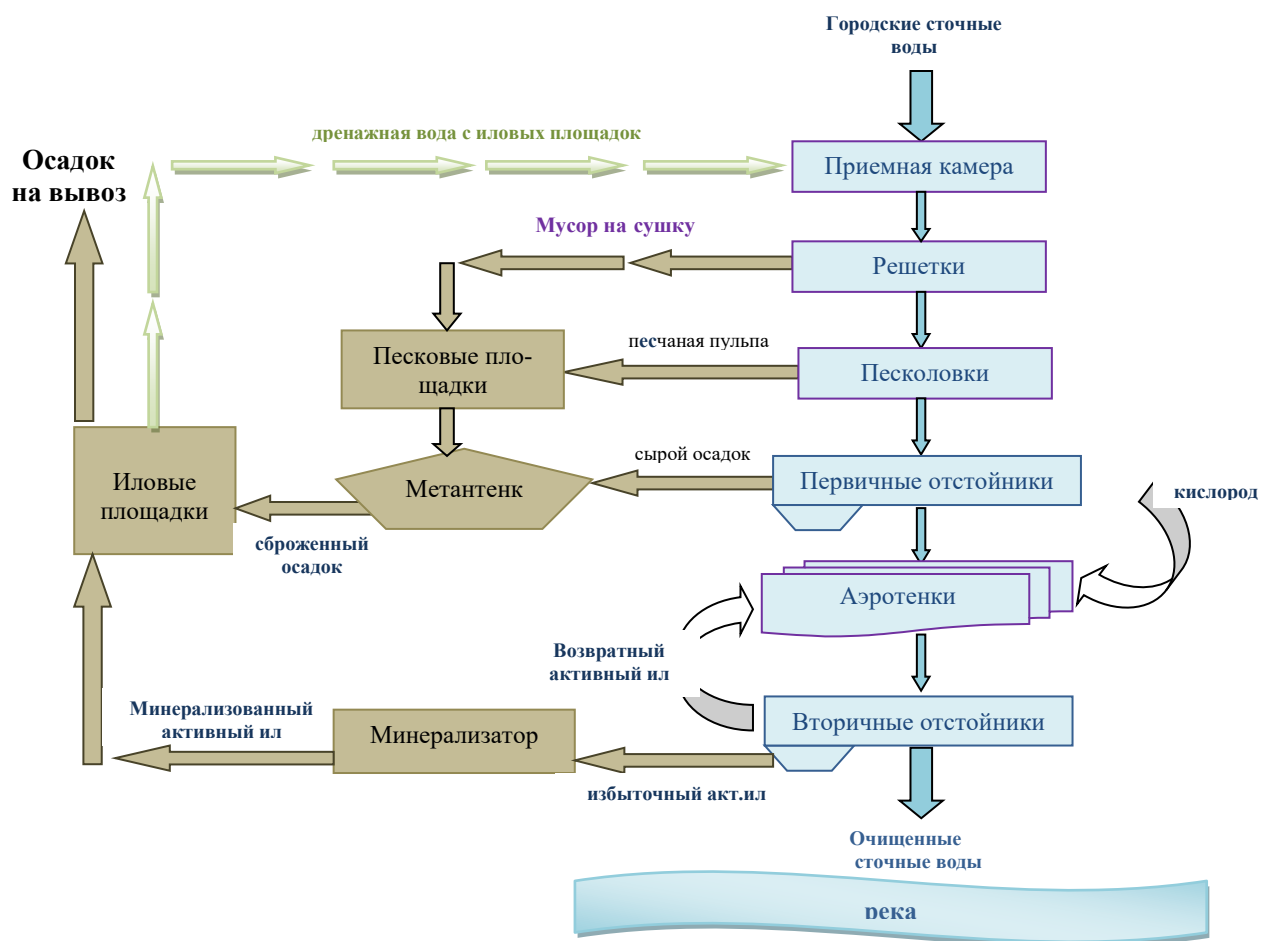 Городские сточные
воды
дренажная вода с иловых площадок
Осадок
на вывоз
Приемная камера
Мусор на сушку
Решетки
песчаная пульпа
Песковые пло-
щадки
Песколовки
сырой осадок
Метантенк
Первичные отстойники
кислород
Иловые
площадки
сброженный
осадок
Аэротенки
Возвратный
активный ил
Минерализованный
активный ил
Минерализатор
Вторичные отстойники
избыточный акт.ил
Очищенные
сточные воды
река